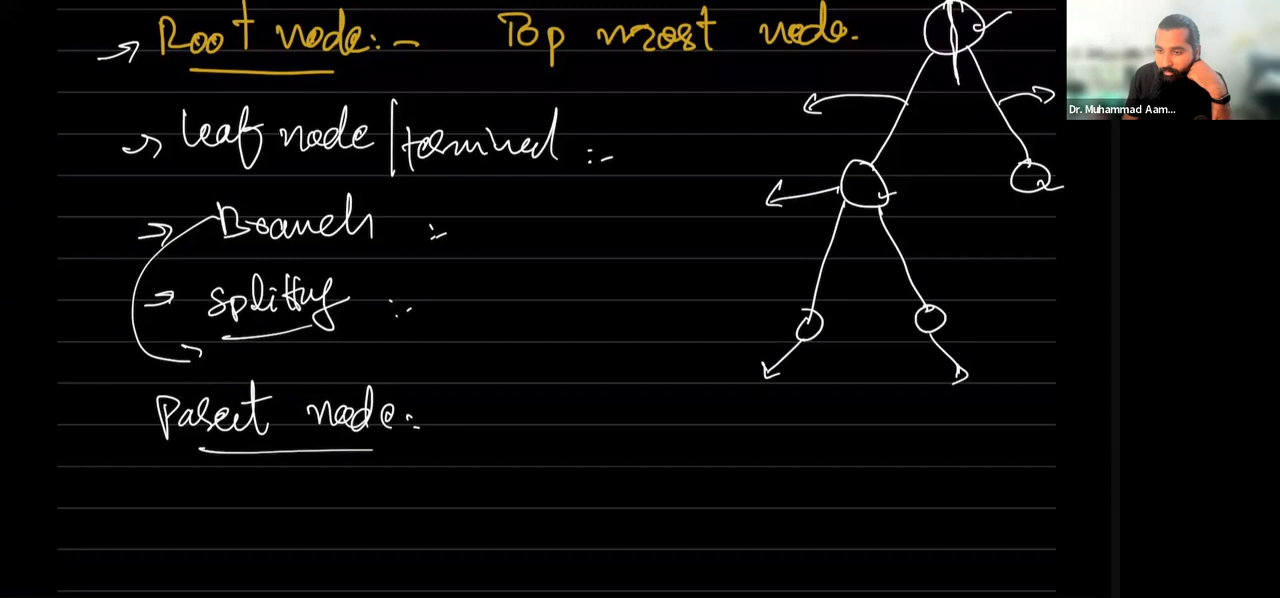 → Root node:- Top most node.
Dr. Muhammad Aam...
→ Leaf node / terminal :-
→ Branch :-
→ Splitting :-
Parent node:-